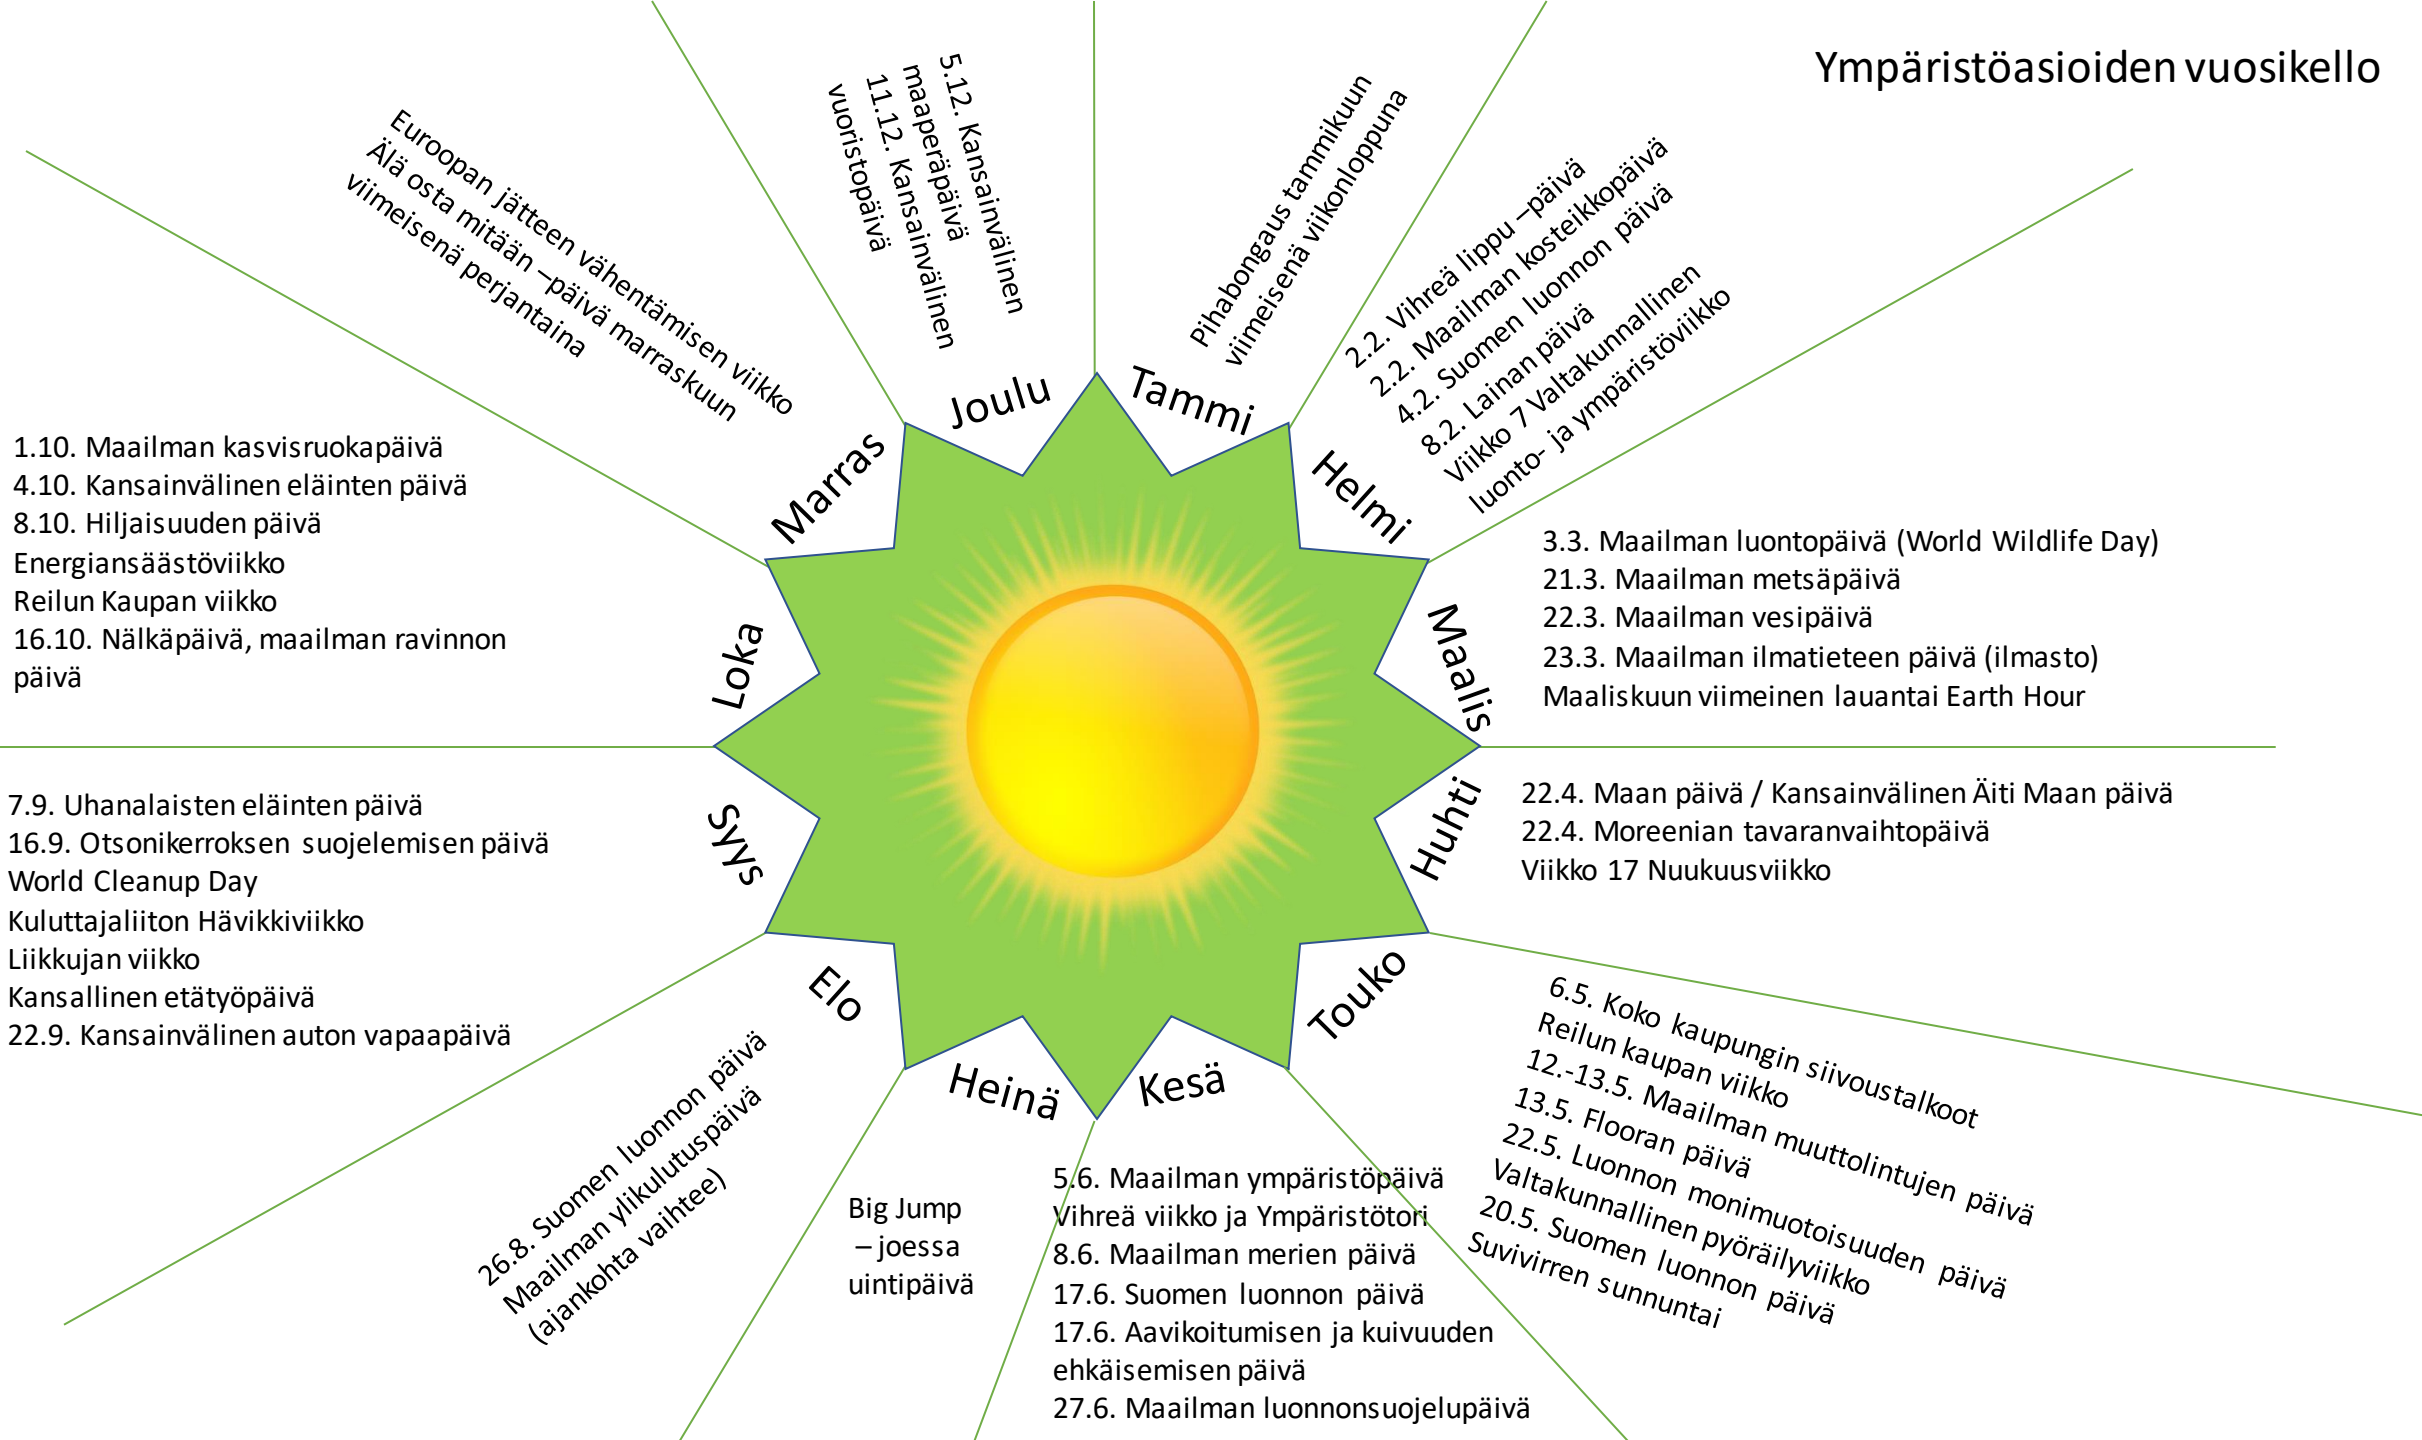 Ympäristöasioiden vuosikello
Tammi
Pihabongaus tammikuun
viimeisenä viikonloppuna
Helmi
2.2. Vihreä lippu –päivä
2.2. Maailman kosteikkopäivä
4.2. Suomen luonnon päivä
8.2. Lainan päivä
Viikko 7 Valtakunnallinen
luonto- ja ympäristöviikko
Maalis
3.3. Maailman luontopäivä (World Wildlife Day)
21.3. Maailman metsäpäivä
22.3. Maailman vesipäivä
23.3. Maailman ilmatieteen päivä (ilmasto)
Maaliskuun viimeinen lauantai Earth Hour
Huhti
22.4. Maan päivä / Kansainvälinen Äiti Maan päivä
22.4. Moreenian tavaranvaihtopäivä
Viikko 17 Nuukuusviikko
Touko
6.5. Koko kaupungin siivoustalkoot
Reilun kaupan viikko
12.-13.5. Maailman muuttolintujen päivä
13.5. Flooran päivä
22.5. Luonnon monimuotoisuuden päivä
Valtakunnallinen pyöräilyviikko
20.5. Suomen luonnon päivä
Suvivirren sunnuntai
Kesä
5.6. Maailman ympäristöpäivä
Vihreä viikko ja Ympäristötori
8.6. Maailman merien päivä
17.6. Suomen luonnon päivä
17.6. Aavikoitumisen ja kuivuuden
ehkäisemisen päivä
27.6. Maailman luonnonsuojelupäivä
Heinä
Big Jump
– joessa
uintipäivä
Elo
26.8. Suomen luonnon päivä
Maailman ylikulutuspäivä
(ajankohta vaihtee)
Syys
7.9. Uhanalaisten eläinten päivä
16.9. Otsonikerroksen suojelemisen päivä
World Cleanup Day
Kuluttajaliiton Hävikkiviikko
Liikkujan viikko
Kansallinen etätyöpäivä
22.9. Kansainvälinen auton vapaapäivä
Loka
1.10. Maailman kasvisruokapäivä
4.10. Kansainvälinen eläinten päivä
8.10. Hiljaisuuden päivä
Energiansäästöviikko
Reilun Kaupan viikko
16.10. Nälkäpäivä, maailman ravinnon
päivä
Marras
Euroopan jätteen vähentämisen viikko
Älä osta mitään –päivä marraskuun
viimeisenä perjantaina
Joulu
5.12. Kansainvälinen
maaperäpäivä
11.12. Kansainvälinen
vuoristopäivä